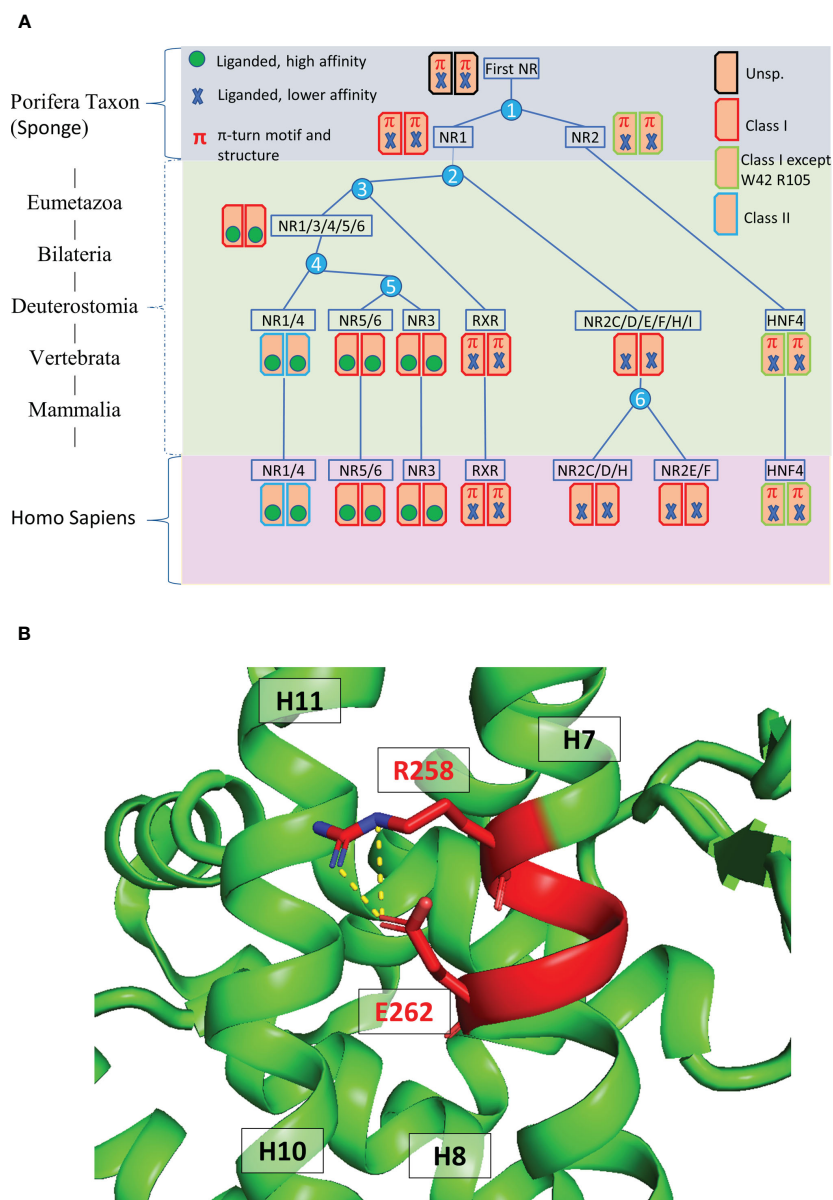 A
Liganded, high affinity
Liganded, lower affinity
π π-turn motif and
structure
π π
First NR
Unsp.
Class I
Class I except
W42 R105
Class II
Porifera Taxon
(Sponge)
1
π π
NR1
NR2
π π
2
3
Eumetazoa
NR1/3/4/5/6
Bilateria
4
5
Deuterostomia
NR1/4
NR5/6
NR3
RXR
NR2C/D/E/F/H/I
HNF4
π π
π π
Vertebrata
6
Mammalia
NR1/4
NR5/6
NR3
RXR
NR2C/D/H
NR2E/F
HNF4
π π
π π
Homo Sapiens
B
H11
H7
R258
E262
H10
H8